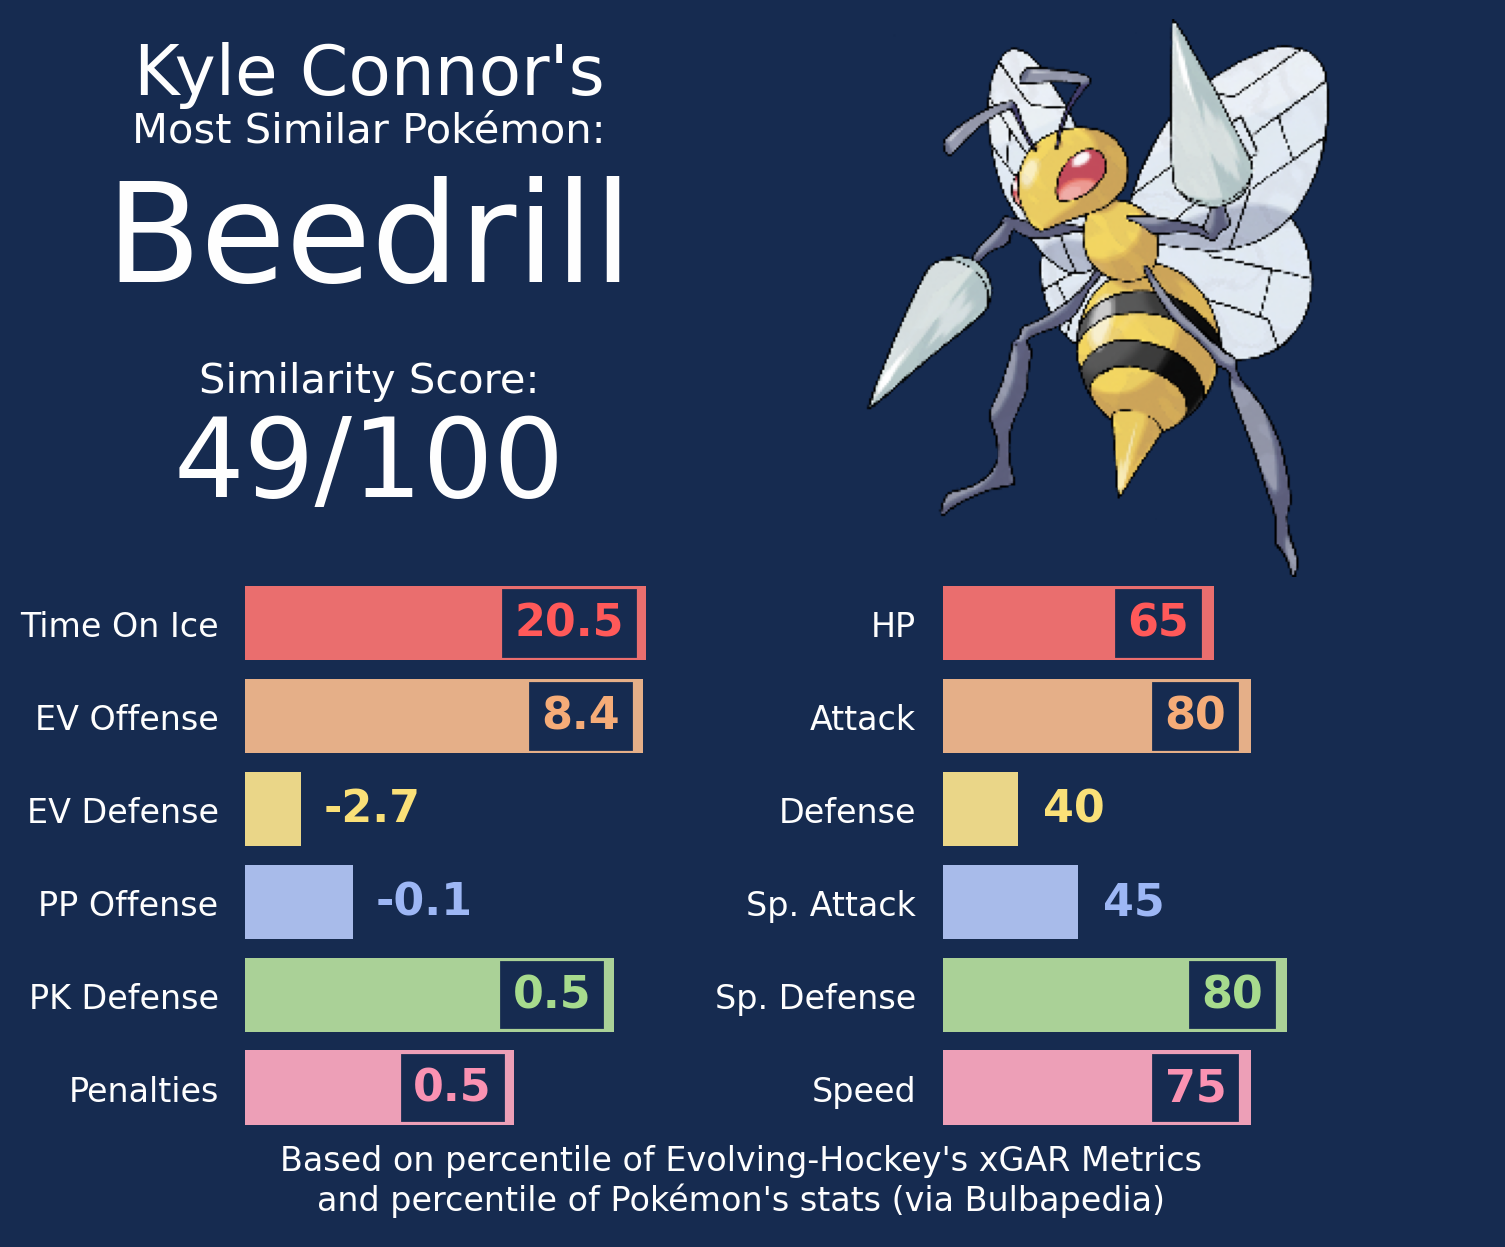 Kyle Connor's
Most Similar Pokémon:
Beedrill
Similarity Score:
49/100
Time On Ice 20.5
EV Offense 8.4
EV Defense -2.7
PP Offense -0.1
PK Defense 0.5
Penalties 0.5
HP 65
Attack 80
Defense 40
Sp. Attack 45
Sp. Defense 80
Speed 75
Based on percentile of Evolving-Hockey's xGAR Metrics
and percentile of Pokémon's stats (via Bulbapedia)